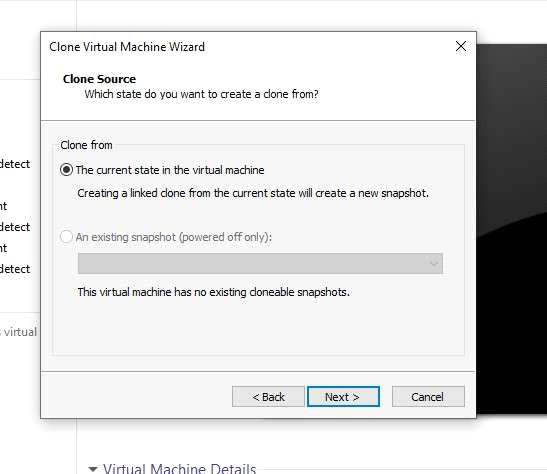 Clone Virtual Machine Wizard
Clone Source
Which state do you want to create a clone from?
Clone from
detect
The current state in the virtual machine
Creating a linked clone from the current state will create a new snapshot.
nt
detect
An existing snapshot (powered off only):
nt
detect
This virtual machine has no existing cloneable snapshots.
s virtual
< Back
Next >
Cancel
Virtual Machine Details